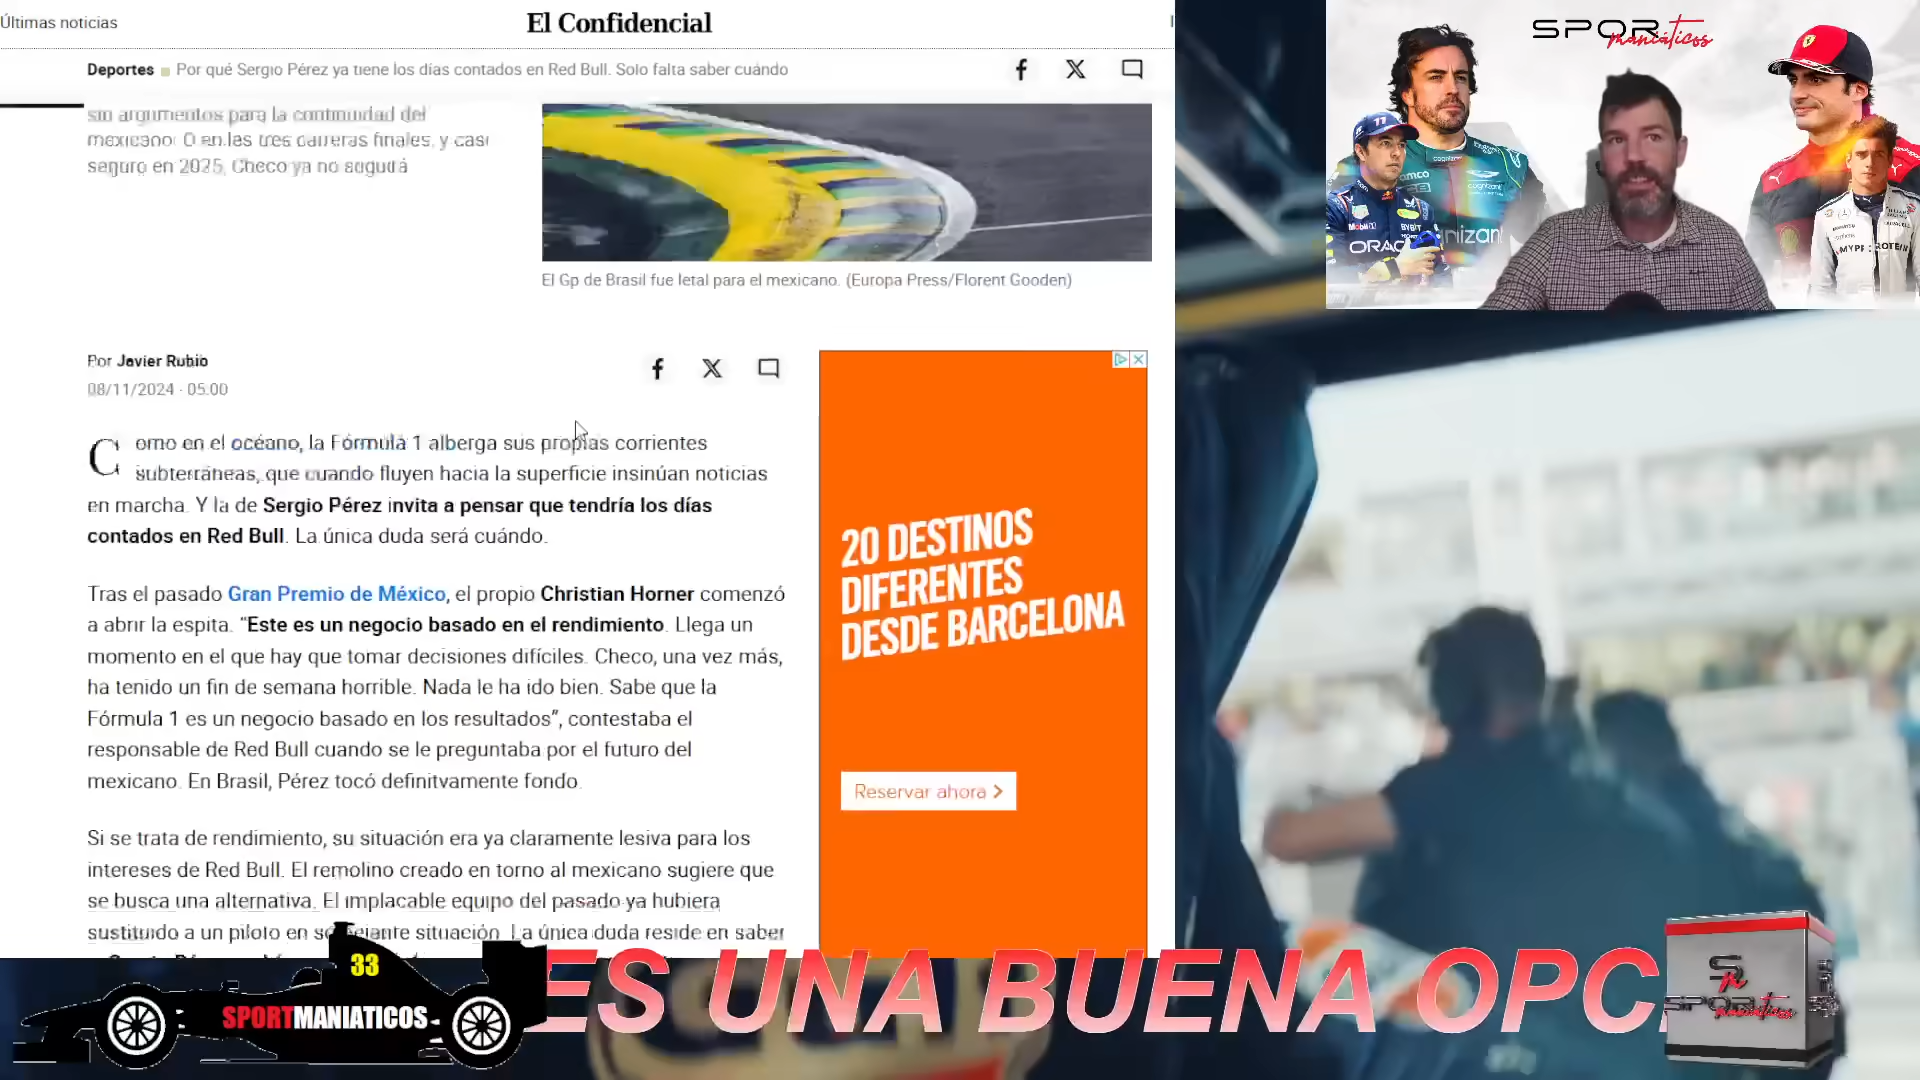 Últimas noticias
El Confidencial
Deportes Por qué Sergio Pérez ya tiene los días contados en Red Bull. Solo falta saber cuándo
sin argumentos para la continuidad del
mexicano. O en las tres carreras finales, y casi
seguro en 2025, Checo ya no seguirá
El Gp de Brasil fue letal para el mexicano. (Europa Press/Florent Gooden)
Por Javier Rubio
08/11/2024 · 05:00
Como en el océano, la Fórmula 1 alberga sus propias corrientes
subterráneas, que cuando fluyen hacia la superficie insinúan noticias
en marcha. Y la de Sergio Pérez invita a pensar que tendría los días
contados en Red Bull. La única duda será cuándo.
Tras el pasado Gran Premio de México, el propio Christian Horner comenzó
a abrir la espita. “Este es un negocio basado en el rendimiento. Llega un
momento en el que hay que tomar decisiones difíciles. Checo, una vez más,
ha tenido un fin de semana horrible. Nada le ha ido bien. Sabe que la
Fórmula 1 es un negocio basado en los resultados”, contestaba el
responsable de Red Bull cuando se le preguntaba por el futuro del
mexicano. En Brasil, Pérez tocó definitvamente fondo.
Si se trata de rendimiento, su situación era ya claramente lesiva para los
intereses de Red Bull. El remolino creado en torno al mexicano sugiere que
se busca una alternativa. El implacable equipo del pasado ya hubiera
sustituido a un piloto en semejante situación. La única duda reside en saber
20 DESTINOS
DIFERENTES
DESDE BARCELONA
Reservar ahora
SPORT
maniáticos
11
cognizant
ORAC
BYBIT
Mobil 1
MYPROTEIN
33
SPORTMANIATICOS
ES UNA BUENA OPC
SPORT
maniáticos